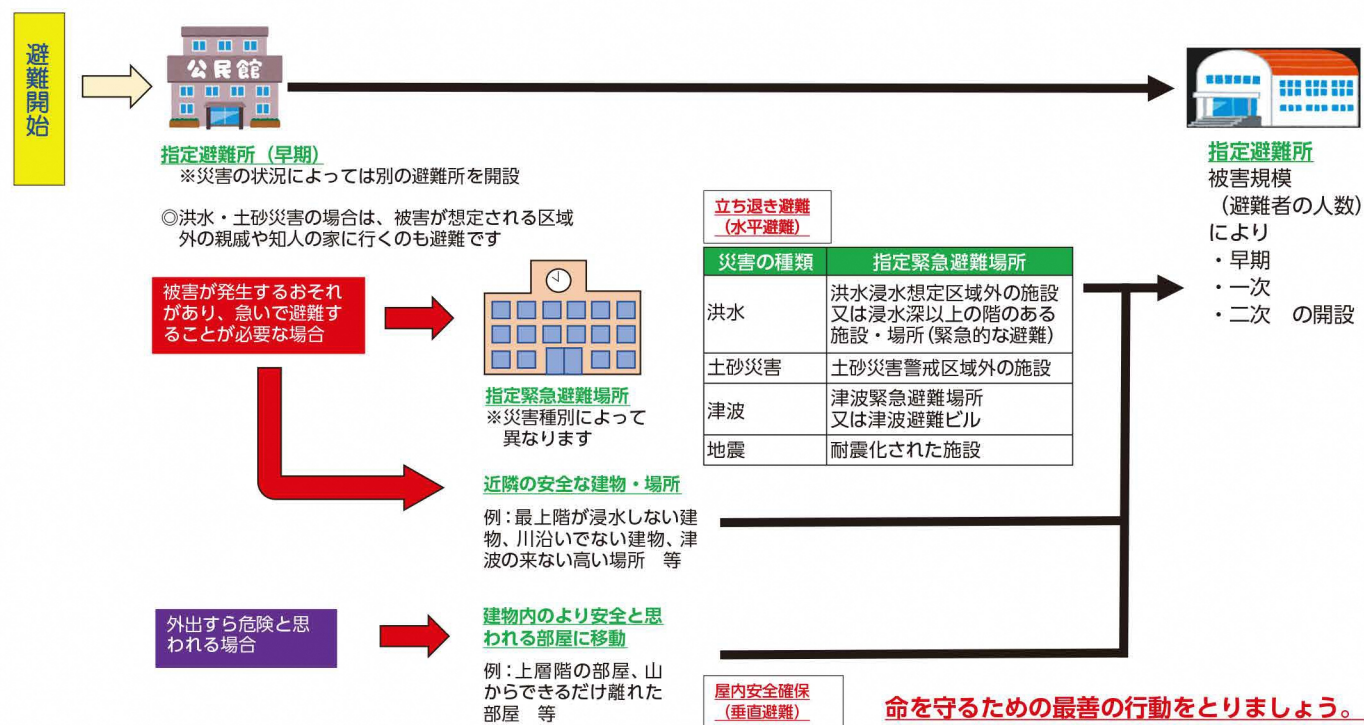 避難開始
公民館
指定避難所（早期）
※災害の状況によっては別の避難所を開設
◎洪水・土砂災害の場合は、被害が想定される区域
外の親戚や知人の家に行くのも避難です
指定避難所
被害規模
（避難者の人数）
により
・早期
・一次
・二次　の開設
被害が発生するおそれ
があり、急いで避難す
ることが必要な場合
指定緊急避難場所
※災害種別によって
異なります
立ち退き避難
（水平避難）
災害の種類　指定緊急避難場所
洪水　洪水浸水想定区域外の施設
又は浸水深以上の階のある
施設・場所（緊急的な避難）
土砂災害　土砂災害警戒区域外の施設
津波　津波緊急避難場所
又は津波避難ビル
地震　耐震化された施設
近隣の安全な建物・場所
例：最上階が浸水しない建
物、川沿いでない建物、津
波の来ない高い場所　等
外出すら危険と思
われる場合
建物内のより安全と思
われる部屋に移動
例：上層階の部屋、山
からできるだけ離れた
部屋　等
屋内安全確保
（垂直避難）
命を守るための最善の行動をとりましょう。